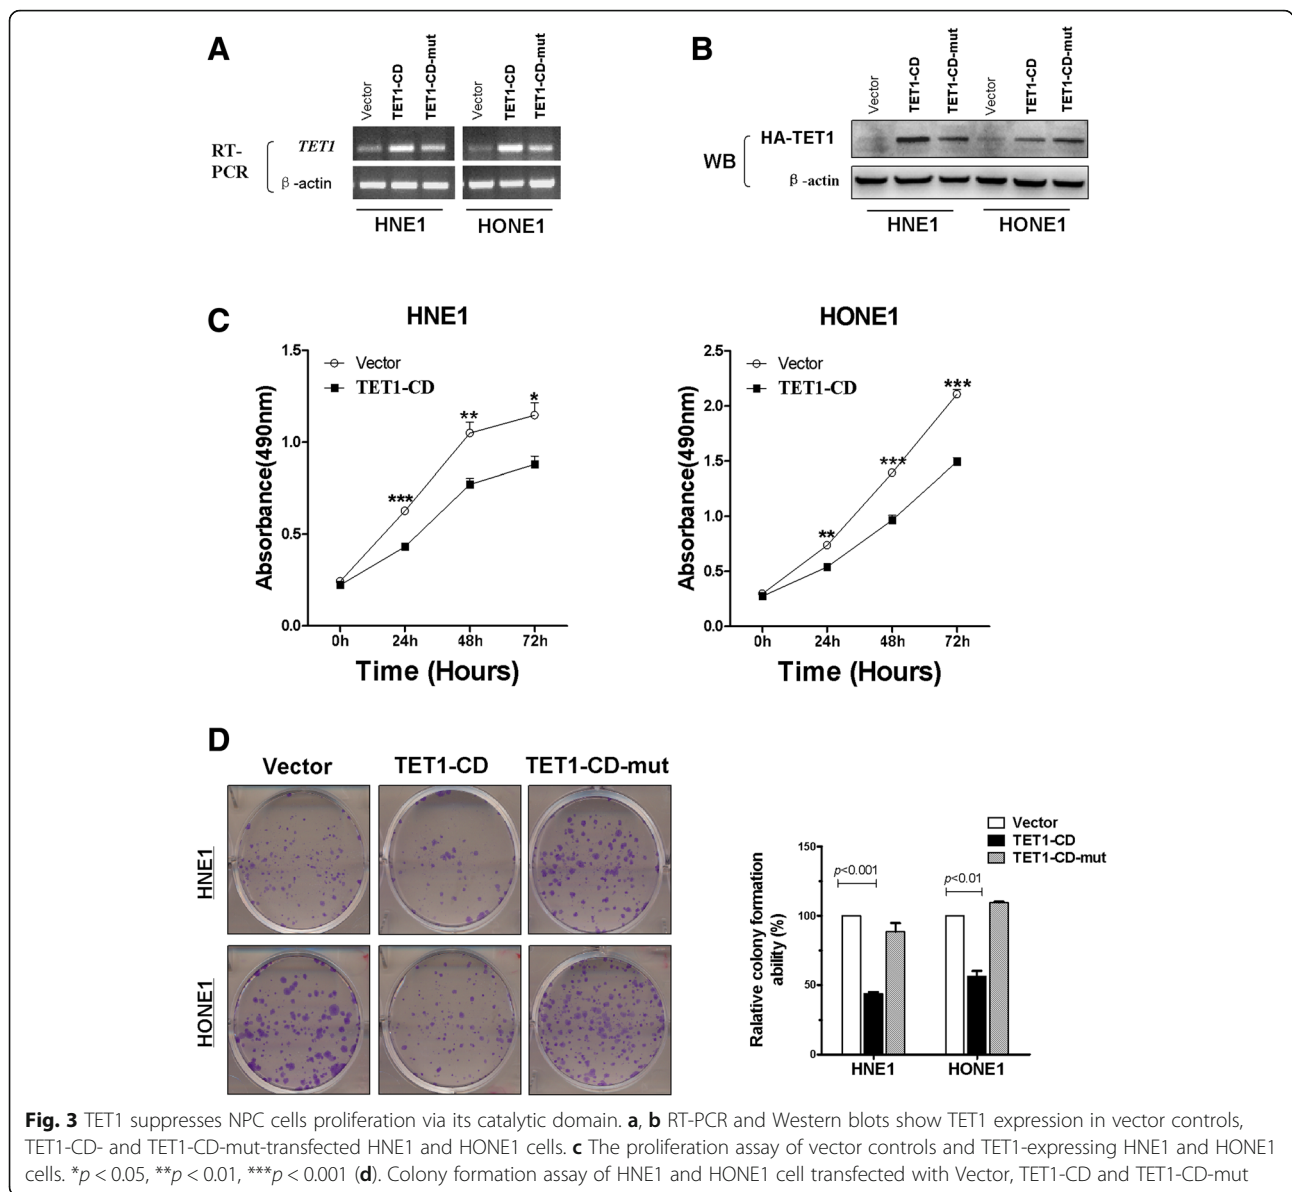 A
Vector
TET1-CD
TET1-CD-mut
Vector
TET1-CD
TET1-CD-mut
RT-
PCR
TET1
β-actin
HNE1
HONE1
B
Vector
TET1-CD
TET1-CD-mut
Vector
TET1-CD
TET1-CD-mut
WB
HA-TET1
β-actin
HNE1
HONE1
C
HNE1
Vector
TET1-CD
Absorbance(490nm)
1.5
1.0
0.5
0.0
***
**
*
0h
24h
48h
72h
Time (Hours)
HONE1
Vector
TET1-CD
Absorbance(490nm)
2.5
2.0
1.5
1.0
0.5
0.0
**
***
***
0h
24h
48h
72h
Time (Hours)
D
Vector
TET1-CD
TET1-CD-mut
HNE1
HONE1
Vector
TET1-CD
TET1-CD-mut
Ralative colony formation
ability (%)
150
100
50
0
p<0.001
p<0.01
HNE1
HONE1
Fig. 3 TET1 suppresses NPC cells proliferation via its catalytic domain. a, b RT-PCR and Western blots show TET1 expression in vector controls,
TET1-CD- and TET1-CD-mut-transfected HNE1 and HONE1 cells. c The proliferation assay of vector controls and TET1-expressing HNE1 and HONE1
cells. *p < 0.05, **p < 0.01, ***p < 0.001 (d). Colony formation assay of HNE1 and HONE1 cell transfected with Vector, TET1-CD and TET1-CD-mut